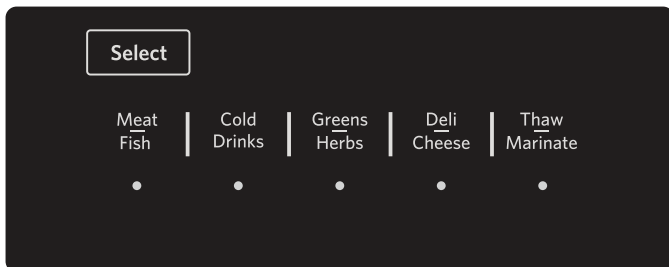 Select
Meat
Fish
Cold
Drinks
Greens
Herbs
Deli
Cheese
Thaw
Marinate